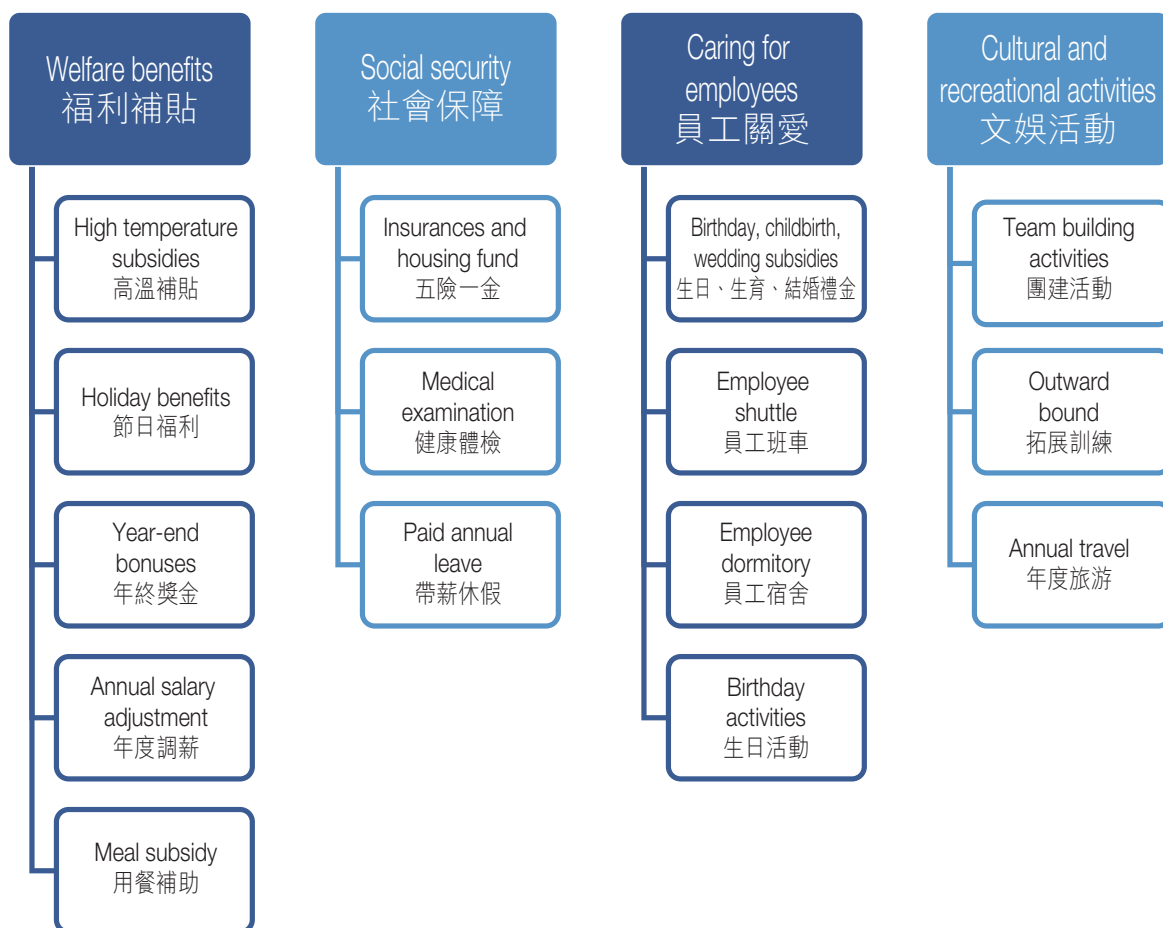 Welfare benefits
福利補貼
High temperature
subsidies
高溫補貼
Holiday benefits
節日福利
Year-end
bonuses
年終獎金
Annual salary
adjustment
年度調薪
Meal subsidy
用餐補助
Social security
社會保障
Insurances and
housing fund
五險一金
Medical
examination
健康體檢
Paid annual
leave
帶薪休假
Caring for
employees
員工關愛
Birthday, childbirth,
wedding subsidies
生日、生育、結婚禮金
Employee
shuttle
員工班車
Employee
dormitory
員工宿舍
Birthday
activities
生日活動
Cultural and
recreational activities
文娛活動
Team building
activities
團建活動
Outward
bound
拓展訓練
Annual travel
年度旅游